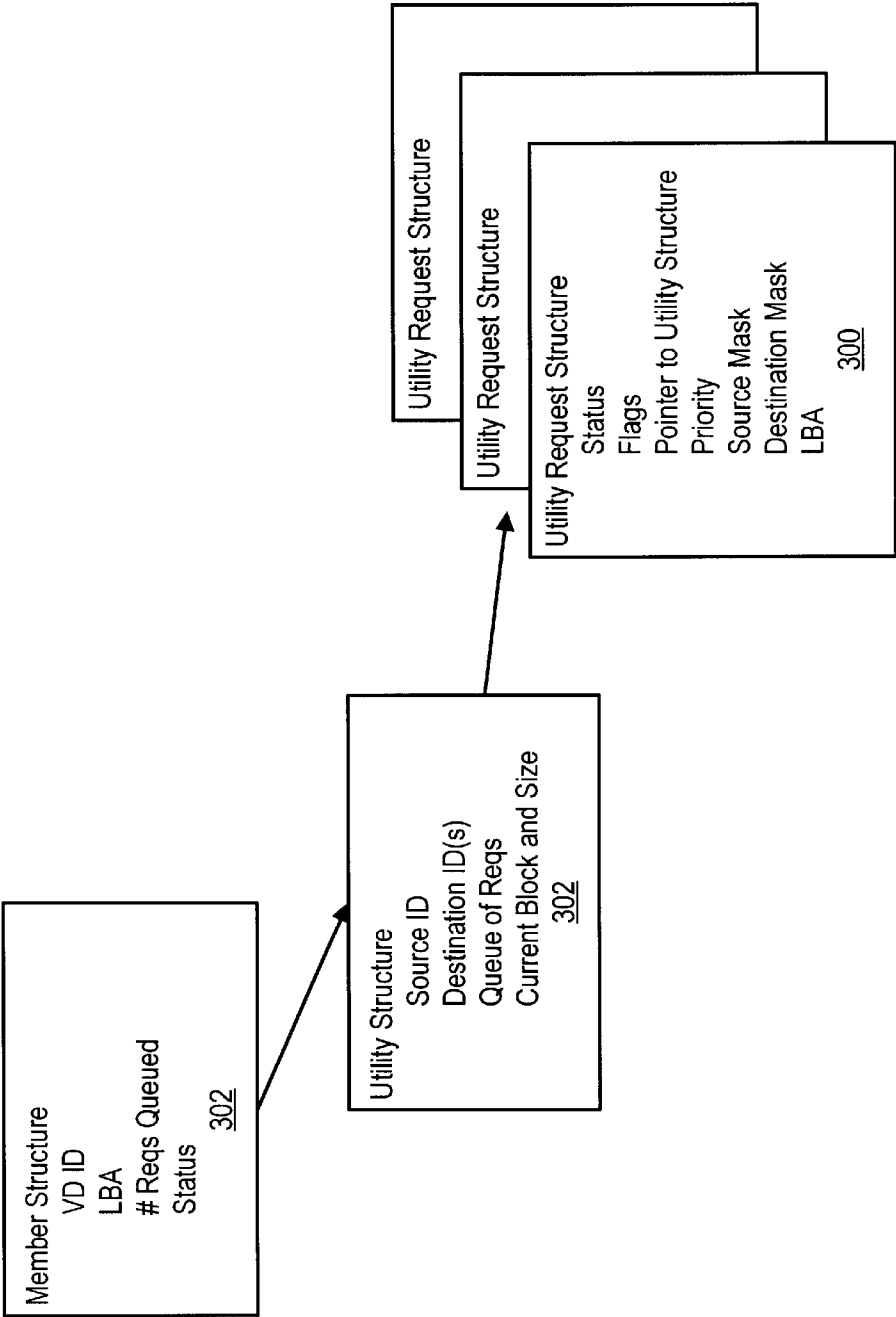 Member Structure
VD ID
LBA
# Reqs Queued
Status
302
Utility Structure
Source ID
Destination ID(s)
Queue of Reqs
Current Block and Size
302
Utility Request Structure
Utility Request Structure
Utility Request Structure
Status
Flags
Pointer to Utility Structure
Priority
Source Mask
Destination Mask
LBA
300